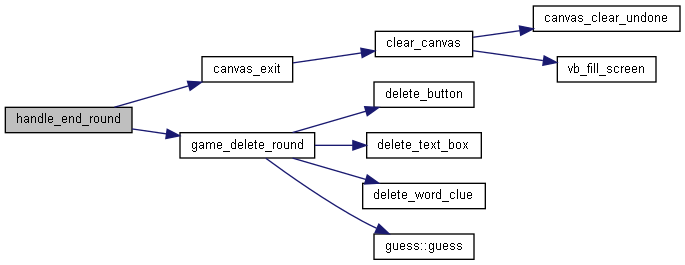 canvas_clear_undone
clear_canvas
canvas_exit
vb_fill_screen
delete_button
handle_end_round
game_delete_round
delete_text_box
delete_word_clue
guess::guess